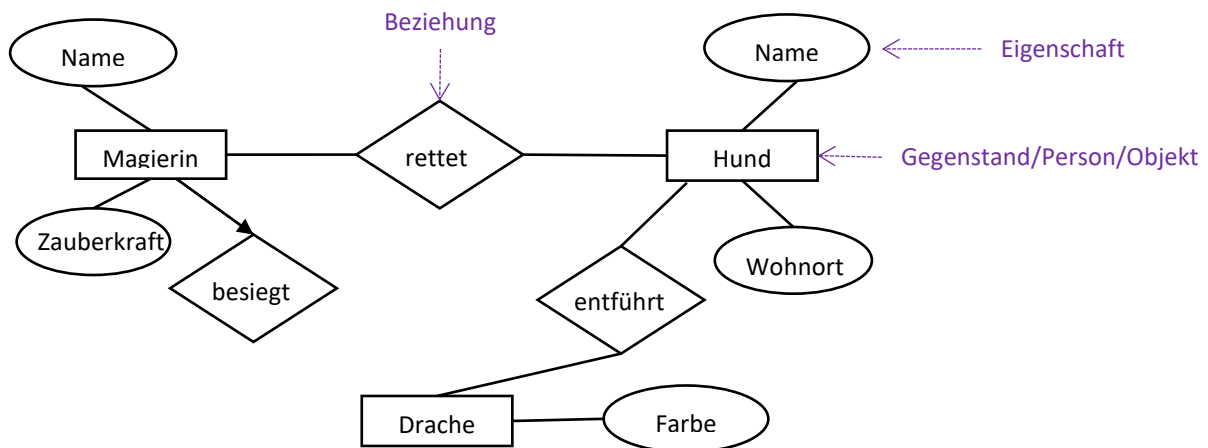 Beziehung
Name
Name
Eigenschaft
Magierin
rettet
Hund
Gegenstand/Person/Objekt
Zauberkraft
Wohnort
besiegt
entführt
Drache
Farbe